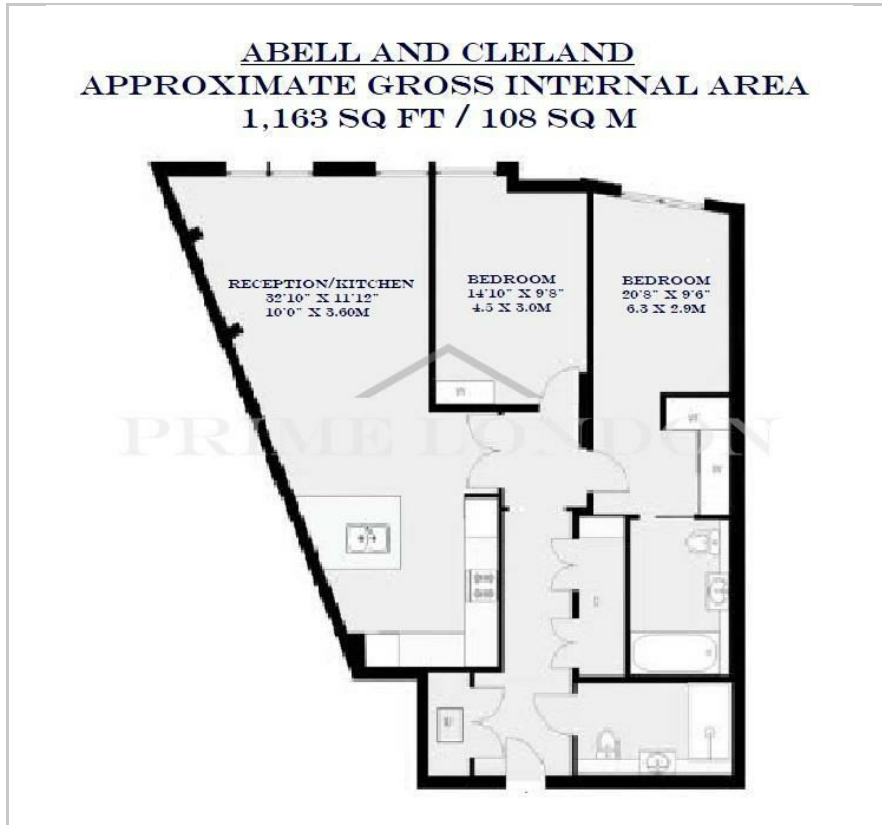 ABELL AND CLELAND
APPROXIMATE GROSS INTERNAL AREA
1,163 SQ FT / 108 SQ M
RECEPTION/KITCHEN
32'10" X 11'12"
10'0" X 3.60M
BEDROOM
14'10" X 9'8"
4.5 X 3.0M
BEDROOM
20'8" X 9'6"
6.3 X 2.9M
PRIME LONDON